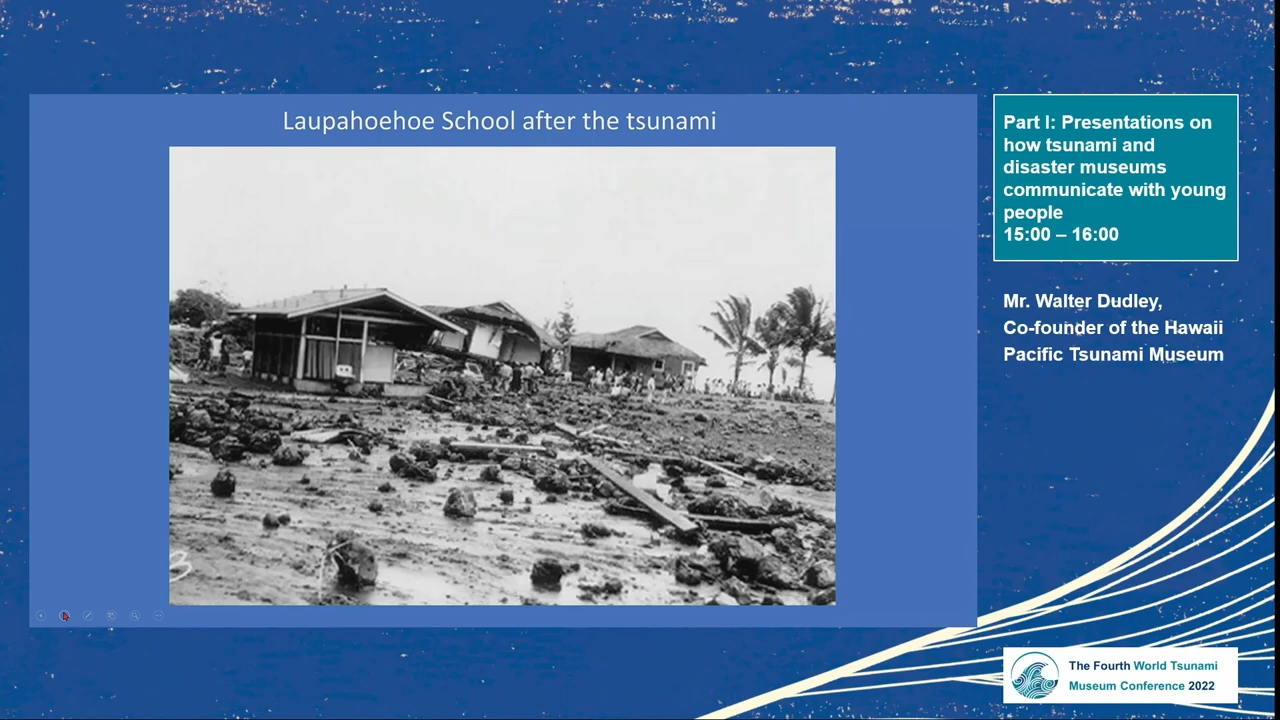 Laupahoehoe School after the tsunami
3
Part I: Presentations on
how tsunami and
disaster museums
communicate with young
people
15:00 – 16:00
Mr. Walter Dudley,
Co-founder of the Hawaii
Pacific Tsunami Museum
The Fourth World Tsunami
Museum Conference 2022